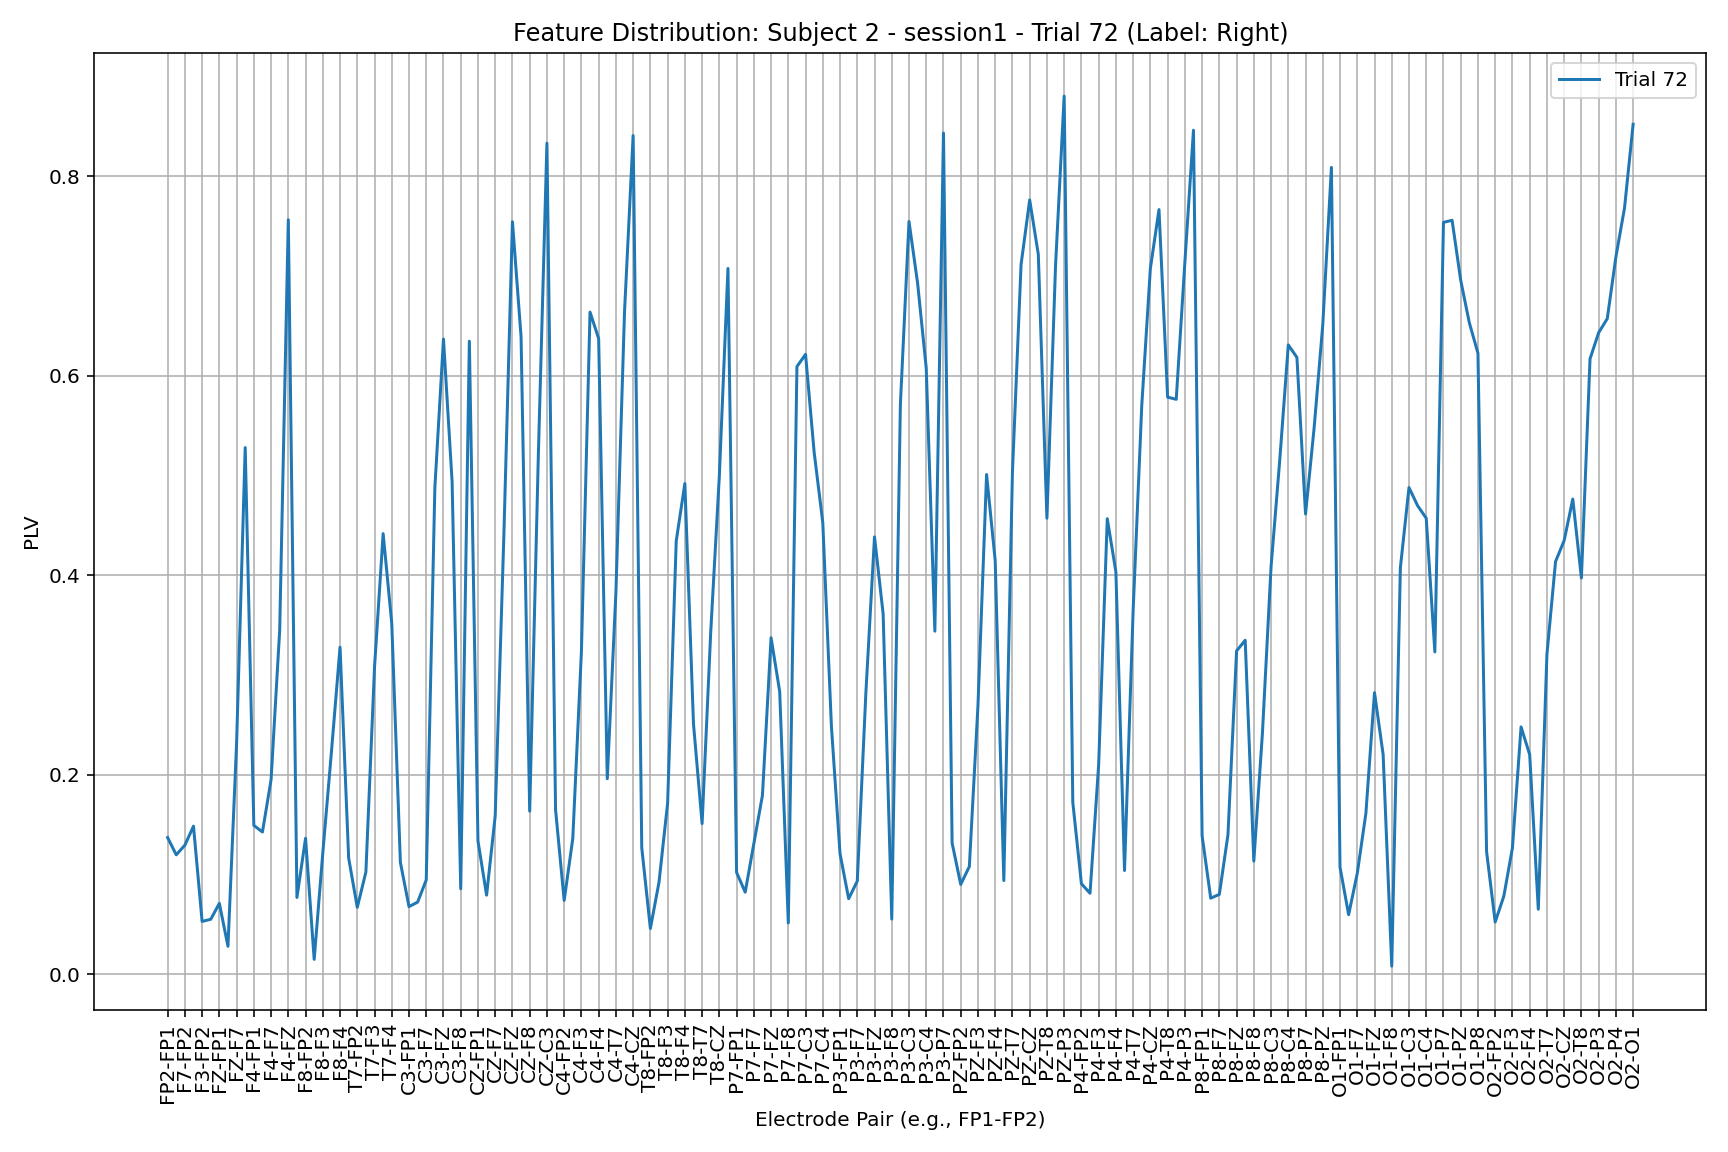 Feature Distribution: Subject 2 - session1 - Trial 72 (Label: Right)
Trial 72
PLV
0.8
0.6
0.4
0.2
0.0
FP2-FP1
F7-FP2
F3-FP2
FZ-FP1
FZ-F7
F4-FP1
F4-F7
F4-FZ
F8-FP2
F8-F3
F8-F4
T7-FP2
T7-F3
T7-F4
C3-FP1
C3-F7
C3-FZ
C3-F8
CZ-FP1
CZ-F7
CZ-FZ
CZ-F8
CZ-C3
C4-FP2
C4-F3
C4-F4
C4-T7
C4-CZ
T8-FP2
T8-F3
T8-F4
T8-T7
T8-CZ
P7-FP1
P7-F7
P7-FZ
P7-F8
P7-C3
P7-C4
P3-FP1
P3-F7
P3-FZ
P3-F8
P3-C3
P3-C4
P3-P7
PZ-FP2
PZ-F3
PZ-F4
PZ-T7
PZ-CZ
PZ-T8
PZ-P3
P4-FP2
P4-F3
P4-F4
P4-T7
P4-CZ
P4-T8
P4-P3
P8-FP1
P8-F7
P8-FZ
P8-F8
P8-C3
P8-C4
P8-P7
P8-PZ
O1-FP1
O1-F7
O1-FZ
O1-F8
O1-C3
O1-C4
O1-P7
O1-PZ
O1-P8
O2-FP2
O2-F3
O2-F4
O2-T7
O2-CZ
O2-T8
O2-P3
O2-P4
O2-O1
Electrode Pair (e.g., FP1-FP2)